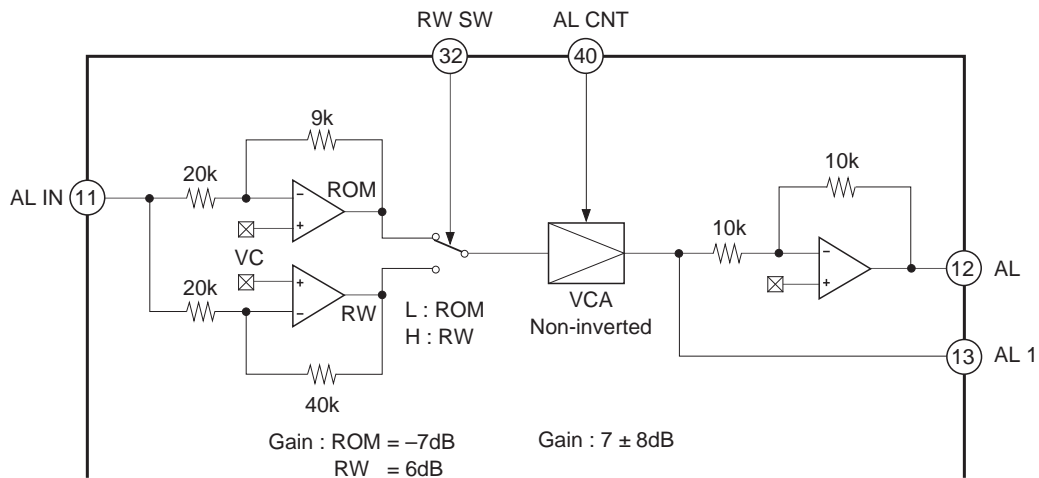 RW SW
AL CNT
32
40
9k
20k
ROM
AL IN
11
–
+
VC
+
–
RW
20k
40k
L : ROM
H : RW
VCA
Non-inverted
10k
10k
–
+
12
AL
13
AL 1
Gain : ROM = –7dB
RW = 6dB
Gain : 7 ± 8dB